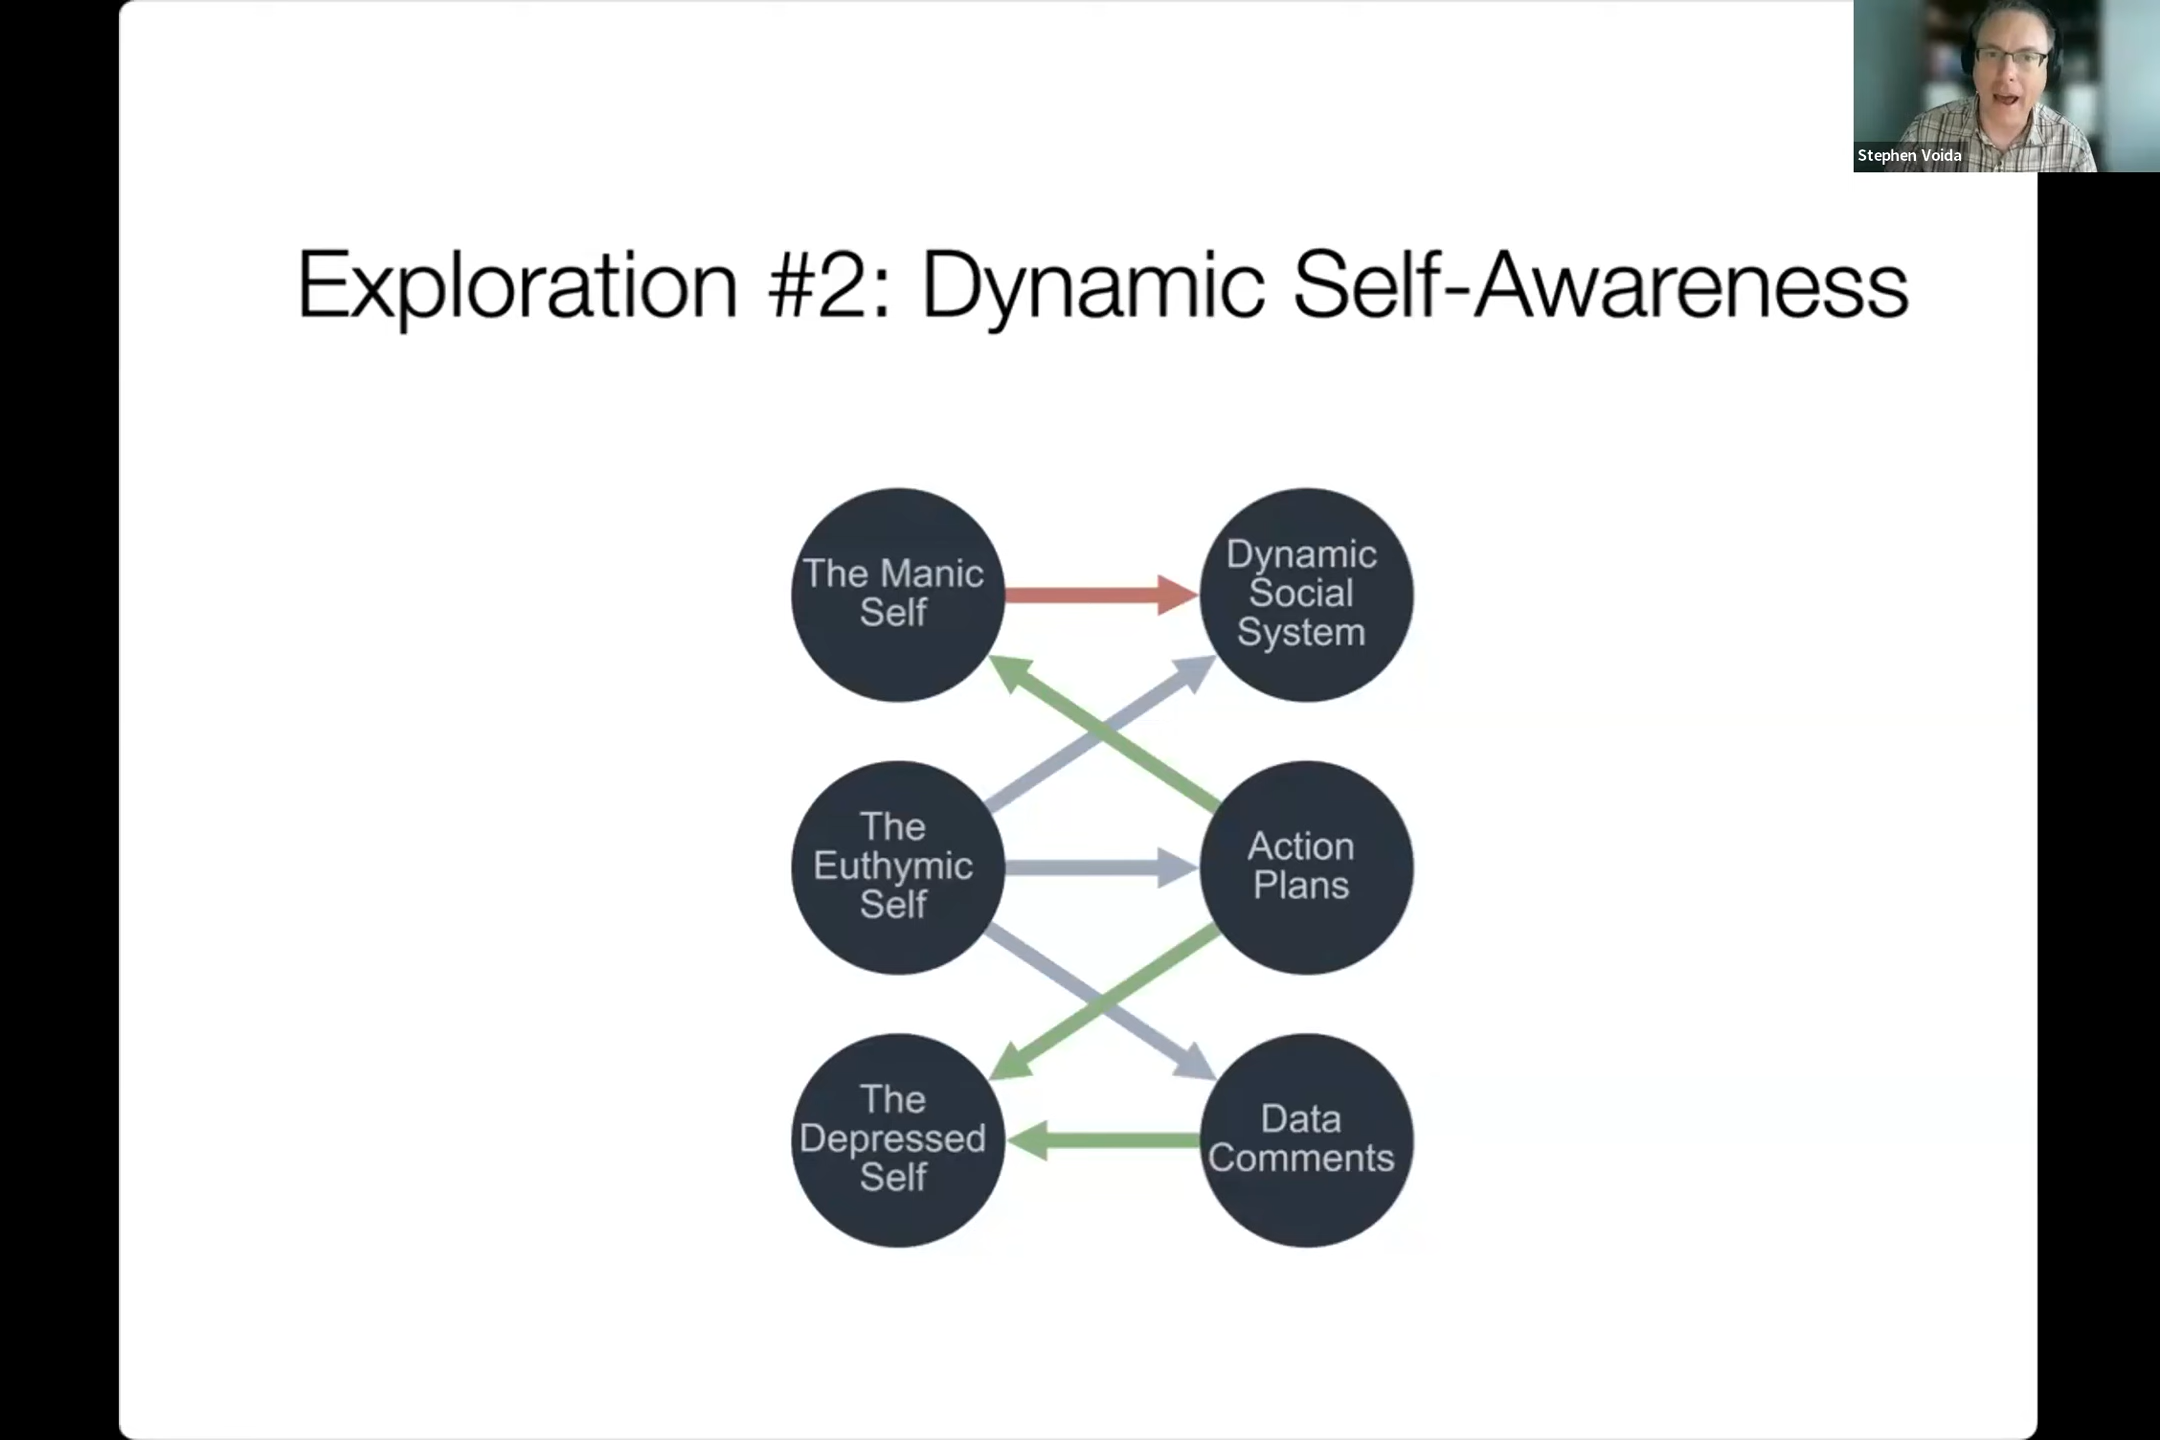 Stephen Voida
Exploration #2: Dynamic Self-Awareness
The Manic
Self
Dynamic
Social
System
The
Euthymic
Self
Action
Plans
The
Depressed
Self
Data
Comments